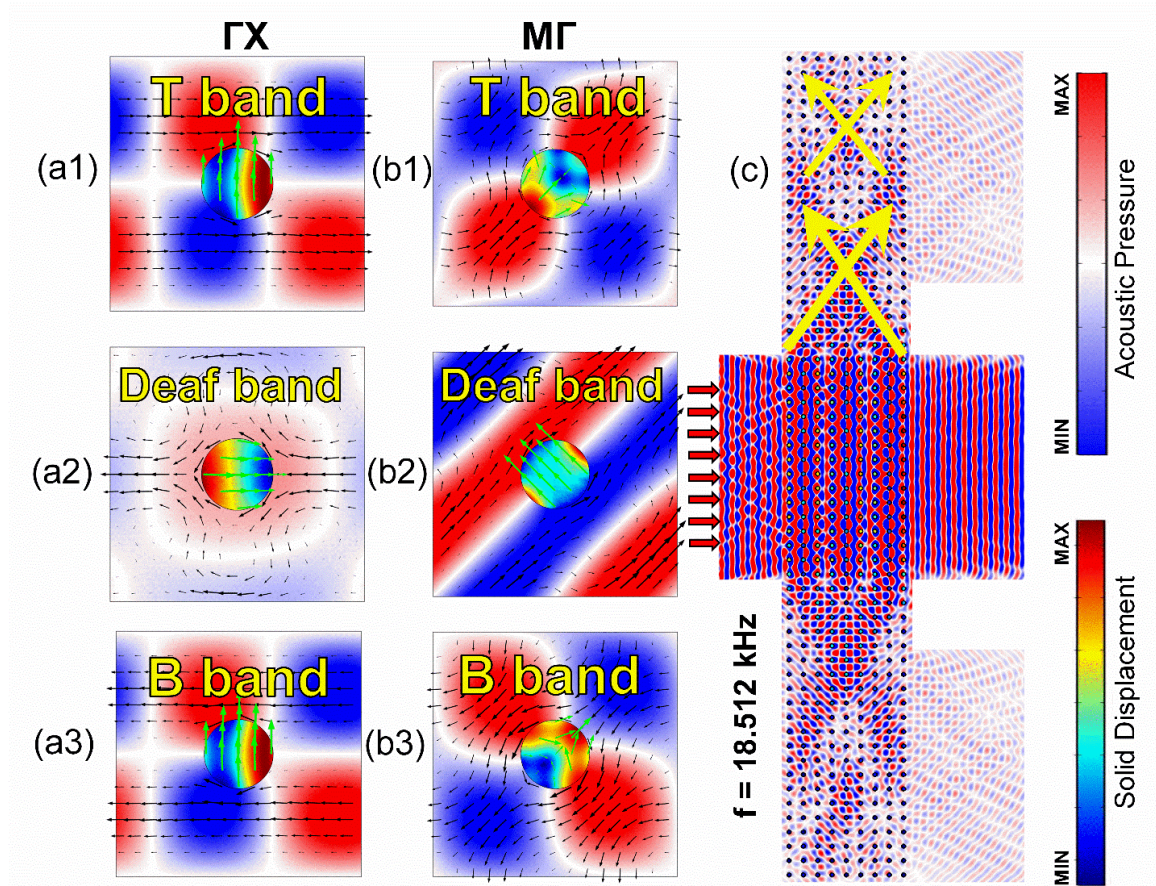 ΓX
MΓ
T band
T band
(a1)
(b1)
(c)
Deaf band
Deaf band
(a2)
(b2)
B band
B band
(a3)
(b3)
f = 18.512 kHz
MAX
Acoustic Pressure
MIN
MAX
Solid Displacement
MIN